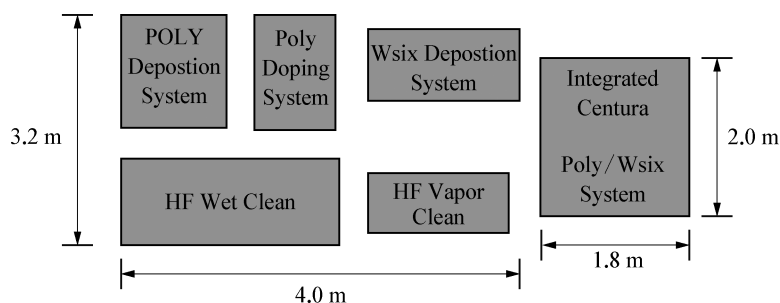 POLY
Depostion
System
Poly
Doping
System
Wsix Depostion
System
Integrated
Centura
Poly/Wsix
System
3.2 m
2.0 m
HF Wet Clean
HF Vapor
Clean
1.8 m
4.0 m